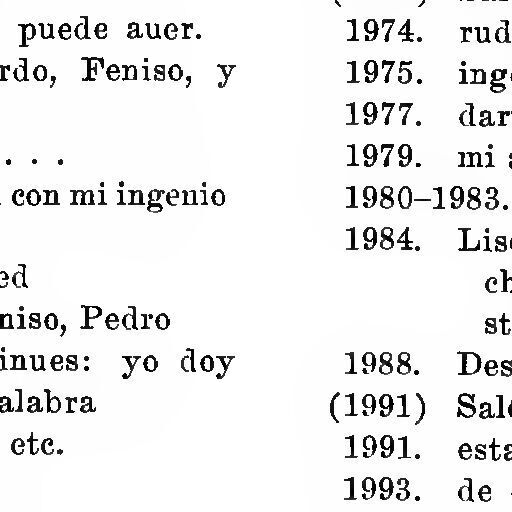 puede auer.
rdo, Feniso, y
. . . .
con mi ingenio
ed
niso, Pedro
inues: yo doy
alabra
etc.
1974. rud
1975. ing
1977. dar
1979. mi
1980–1983.
1984. Lis
ch
st
1988. Des
(1991) Sal
1991. esta
1993. de